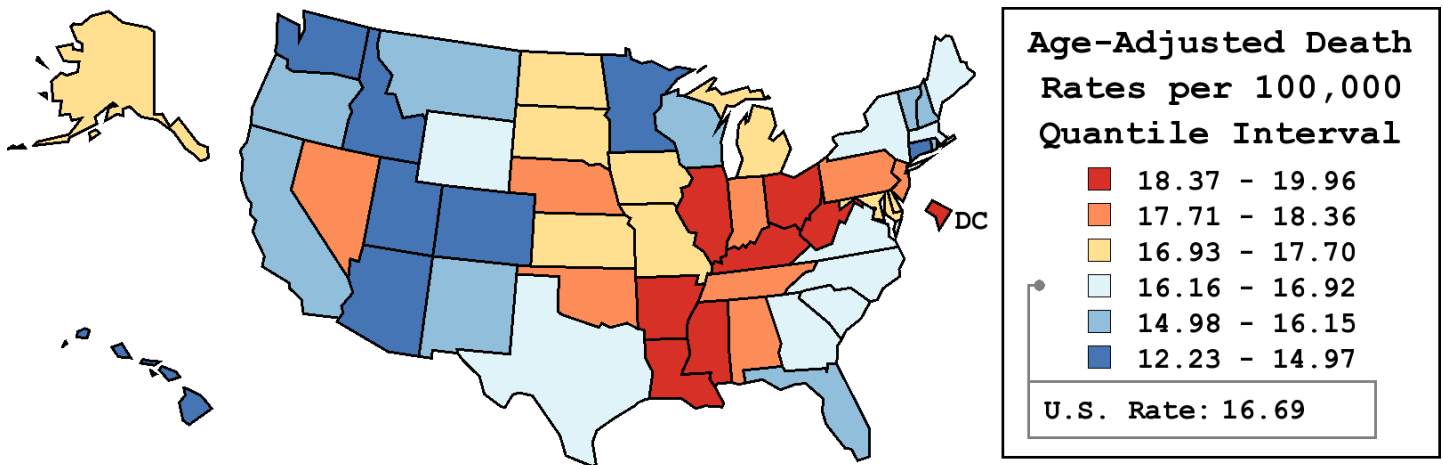 Age-Adjusted Death
Rates per 100,000
Quantile Interval
18.37 - 19.96
17.71 - 18.36
16.93 - 17.70
16.16 - 16.92
14.98 - 16.15
12.23 - 14.97
U.S. Rate: 16.69
DC